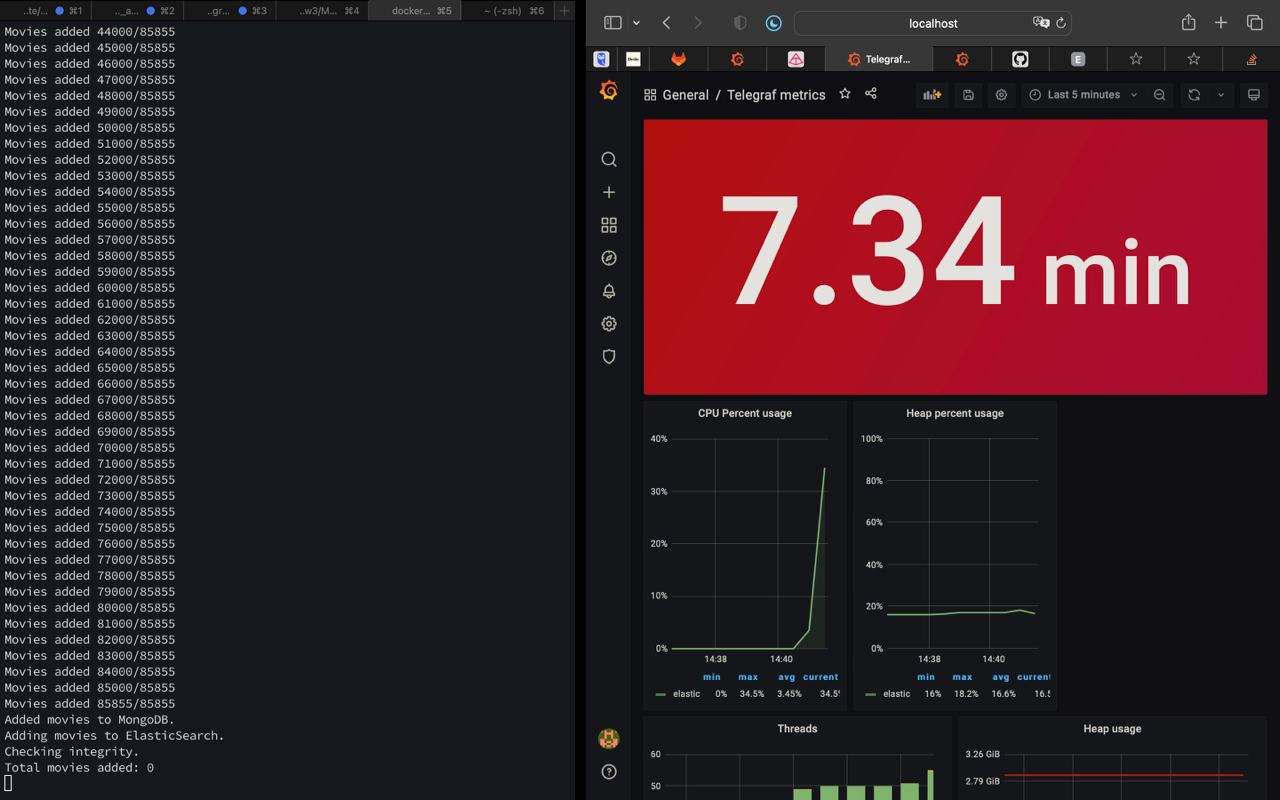 ..te/... ⌘1
.._a... ⌘2
..gr... ⌘3
..w3/M... ⌘4
docker... ⌘5
~ (-zsh) ⌘6
Movies added 44000/85855
Movies added 45000/85855
Movies added 46000/85855
Movies added 47000/85855
Movies added 48000/85855
Movies added 49000/85855
Movies added 50000/85855
Movies added 51000/85855
Movies added 52000/85855
Movies added 53000/85855
Movies added 54000/85855
Movies added 55000/85855
Movies added 56000/85855
Movies added 57000/85855
Movies added 58000/85855
Movies added 59000/85855
Movies added 60000/85855
Movies added 61000/85855
Movies added 62000/85855
Movies added 63000/85855
Movies added 64000/85855
Movies added 65000/85855
Movies added 66000/85855
Movies added 67000/85855
Movies added 68000/85855
Movies added 69000/85855
Movies added 70000/85855
Movies added 71000/85855
Movies added 72000/85855
Movies added 73000/85855
Movies added 74000/85855
Movies added 75000/85855
Movies added 76000/85855
Movies added 77000/85855
Movies added 78000/85855
Movies added 79000/85855
Movies added 80000/85855
Movies added 81000/85855
Movies added 82000/85855
Movies added 83000/85855
Movies added 84000/85855
Movies added 85000/85855
Movies added 85855/85855
Added movies to MongoDB.
Adding movies to ElasticSearch.
Checking integrity.
Total movies added: 0
localhost
Telegraf...
E
General / Telegraf metrics
Last 5 minutes
7.34 min
CPU Percent usage
40%
30%
20%
10%
0%
14:38 14:40
min max avg current
elastic 0% 34.5% 3.45% 34.5%
Heap percent usage
100%
80%
60%
40%
20%
0%
14:38 14:40
min max avg current
elastic 16% 18.2% 16.6% 16.5
Threads
60
50
Heap usage
3.26 GiB
2.79 GiB